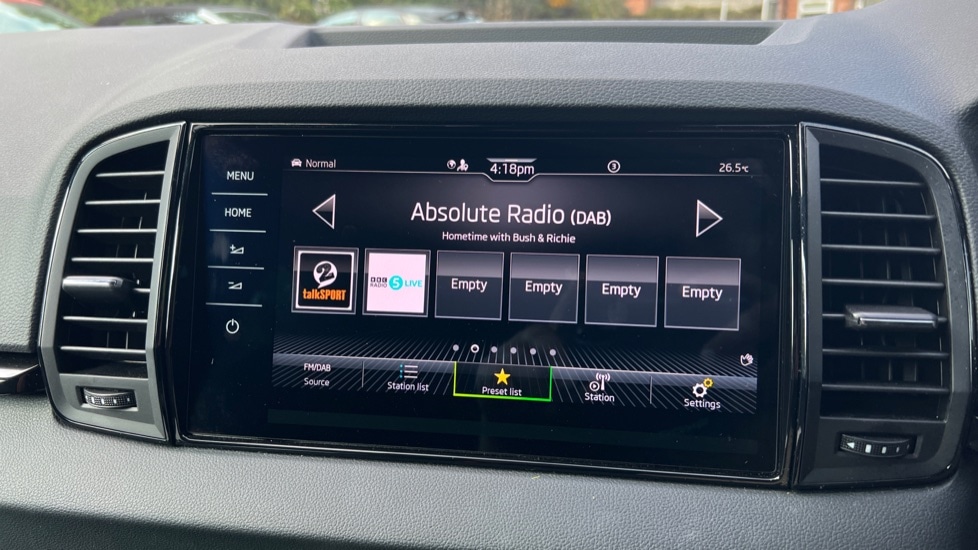 MENU
HOME
Normal
4:18pm
3
26.5°C
Absolute Radio (DAB)
Hometime with Bush & Richie
2
talkSPORT
BBC
RADIO
5 LIVE
Empty
Empty
Empty
Empty
FM/DAB
Source
Station list
Preset list
Station
Settings